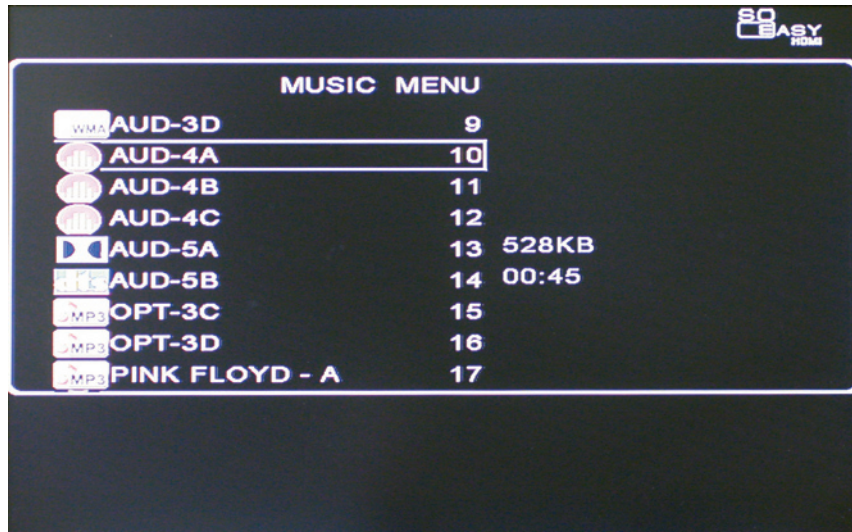 SO
EASY
HDMI
MUSIC MENU
WMA AUD-3D 9
AUD-4A 10
AUD-4B 11
AUD-4C 12
AUD-5A 13 528KB
AUD-5B 14 00:45
MP3 OPT-3C 15
MP3 OPT-3D 16
MP3 PINK FLOYD - A 17